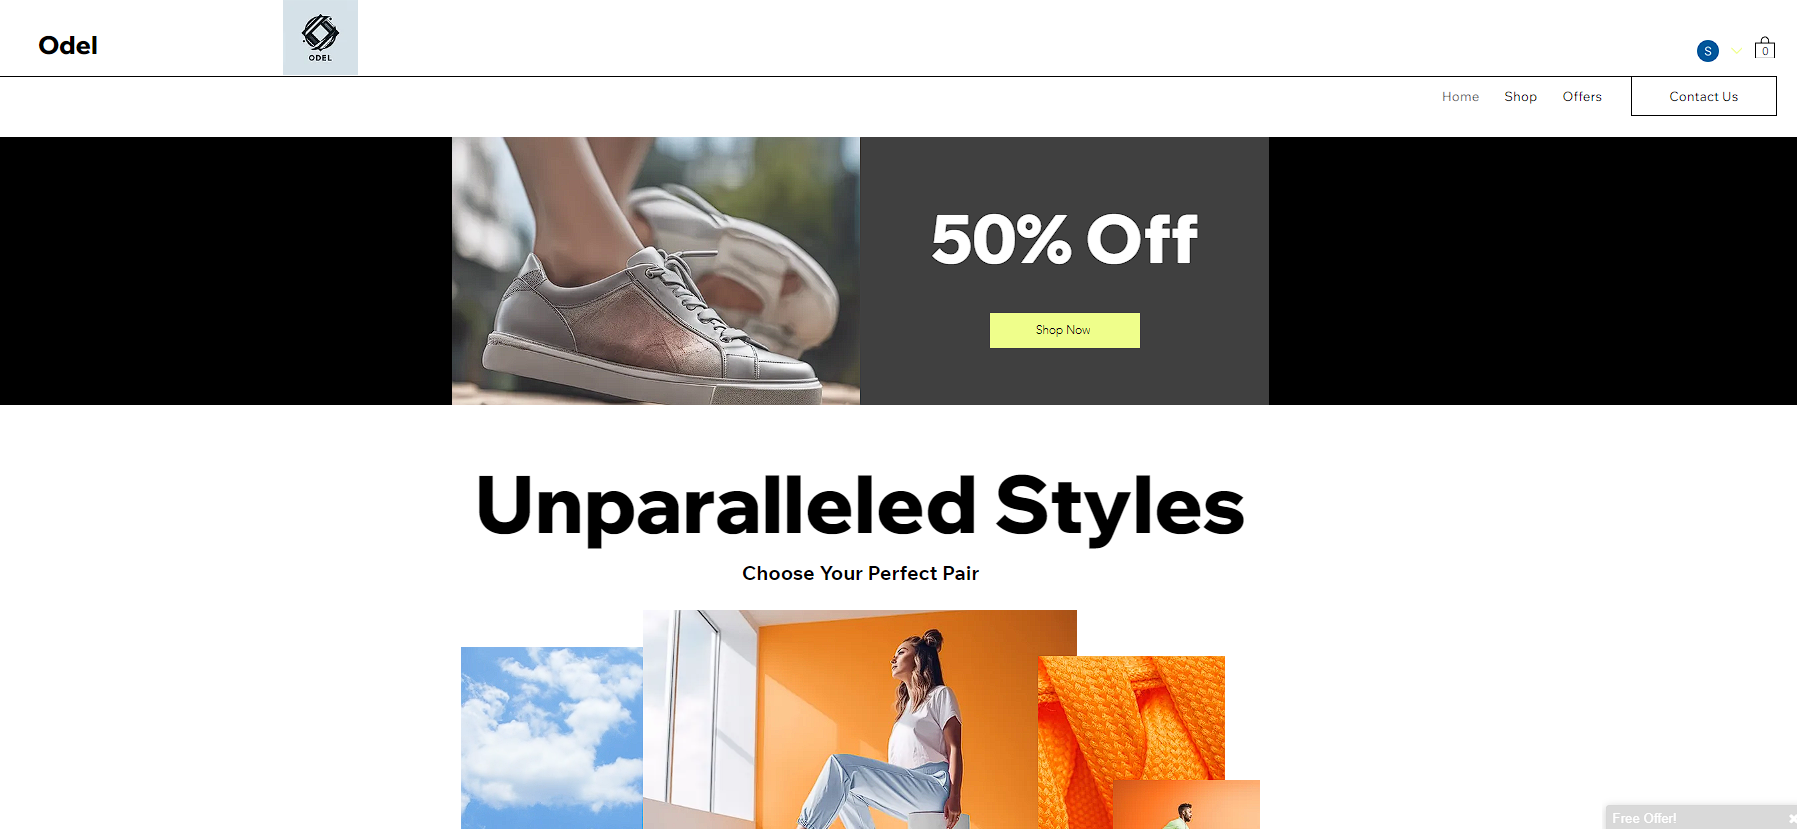 Odel
ODEL
S
0
Home
Shop
Offers
Contact Us
50% Off
Shop Now
Unparalleled Styles
Choose Your Perfect Pair
Free Offer!